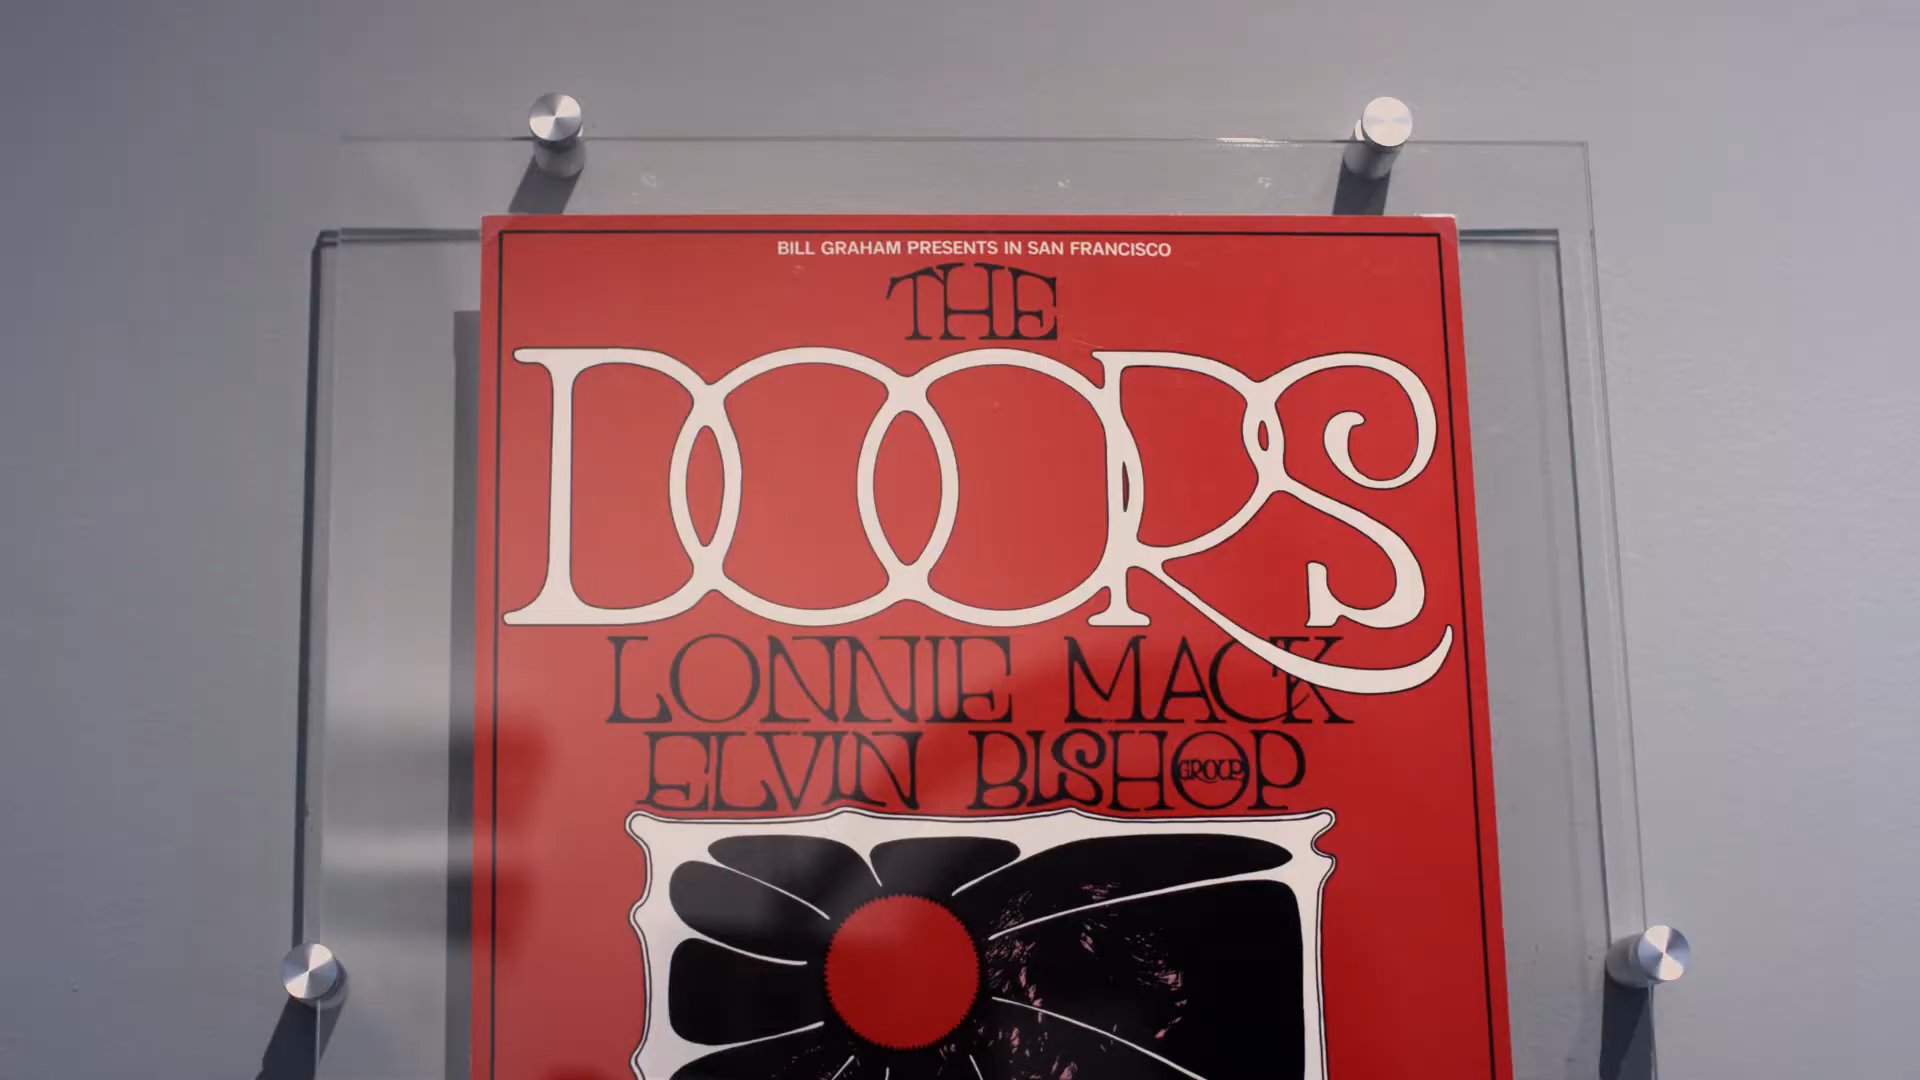 BILL GRAHAM PRESENTS IN SAN FRANCISCO
THE
DOORS
LONNIE MACK
ELVIN BISHOP
GROUP